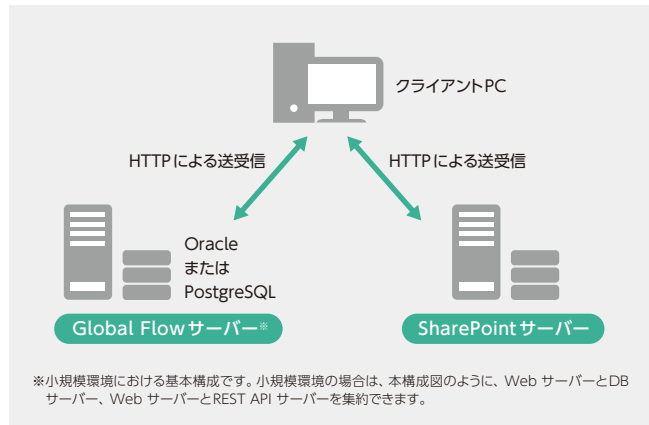 クライアントPC
HTTPによる送受信
HTTPによる送受信
Oracle
または
PostgreSQL
Global Flowサーバー※
SharePointサーバー
※小規模環境における基本構成です。小規模環境の場合は、本構成図のように、Web サーバーとDB
サーバー、Web サーバーとREST API サーバーを集約できます。